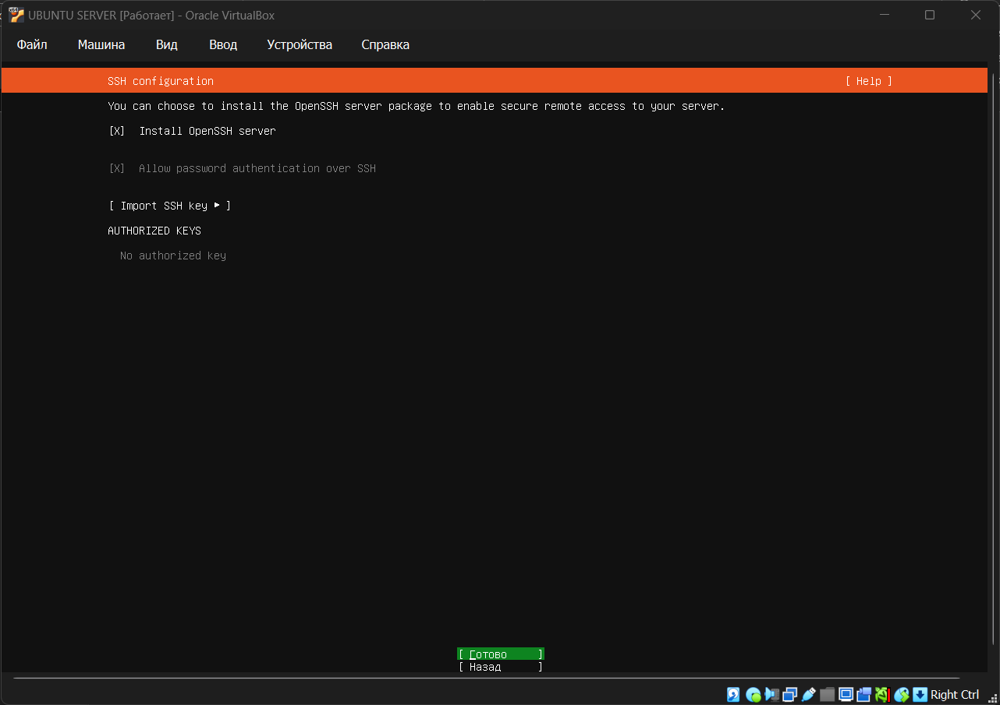 UBUNTU SERVER [Работает] - Oracle VirtualBox
Файл Машина Вид Ввод Устройства Справка
SSH configuration [ Help ]
You can choose to install the OpenSSH server package to enable secure remote access to your server.
[X] Install OpenSSH server
[X] Allow password authentication over SSH
[ Import SSH key ▸ ]
AUTHORIZED KEYS
No authorized key
[ Готово ]
[ Назад ]
Right Ctrl